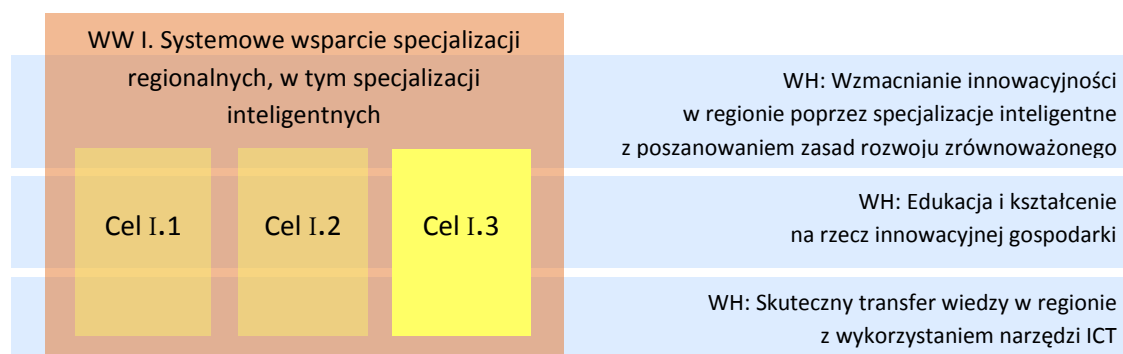 WW I. Systemowe wsparcie specjalizacji
regionalnych, w tym specjalizacji
inteligentnych
Cel I.1
Cel I.2
Cel I.3
WH: Wzmacnianie innowacyjności
w regionie poprzez specjalizacje inteligentne
z poszanowaniem zasad rozwoju zrównoważonego
WH: Edukacja i kształcenie
na rzecz innowacyjnej gospodarki
WH: Skuteczny transfer wiedzy w regionie
z wykorzystaniem narzędzi ICT